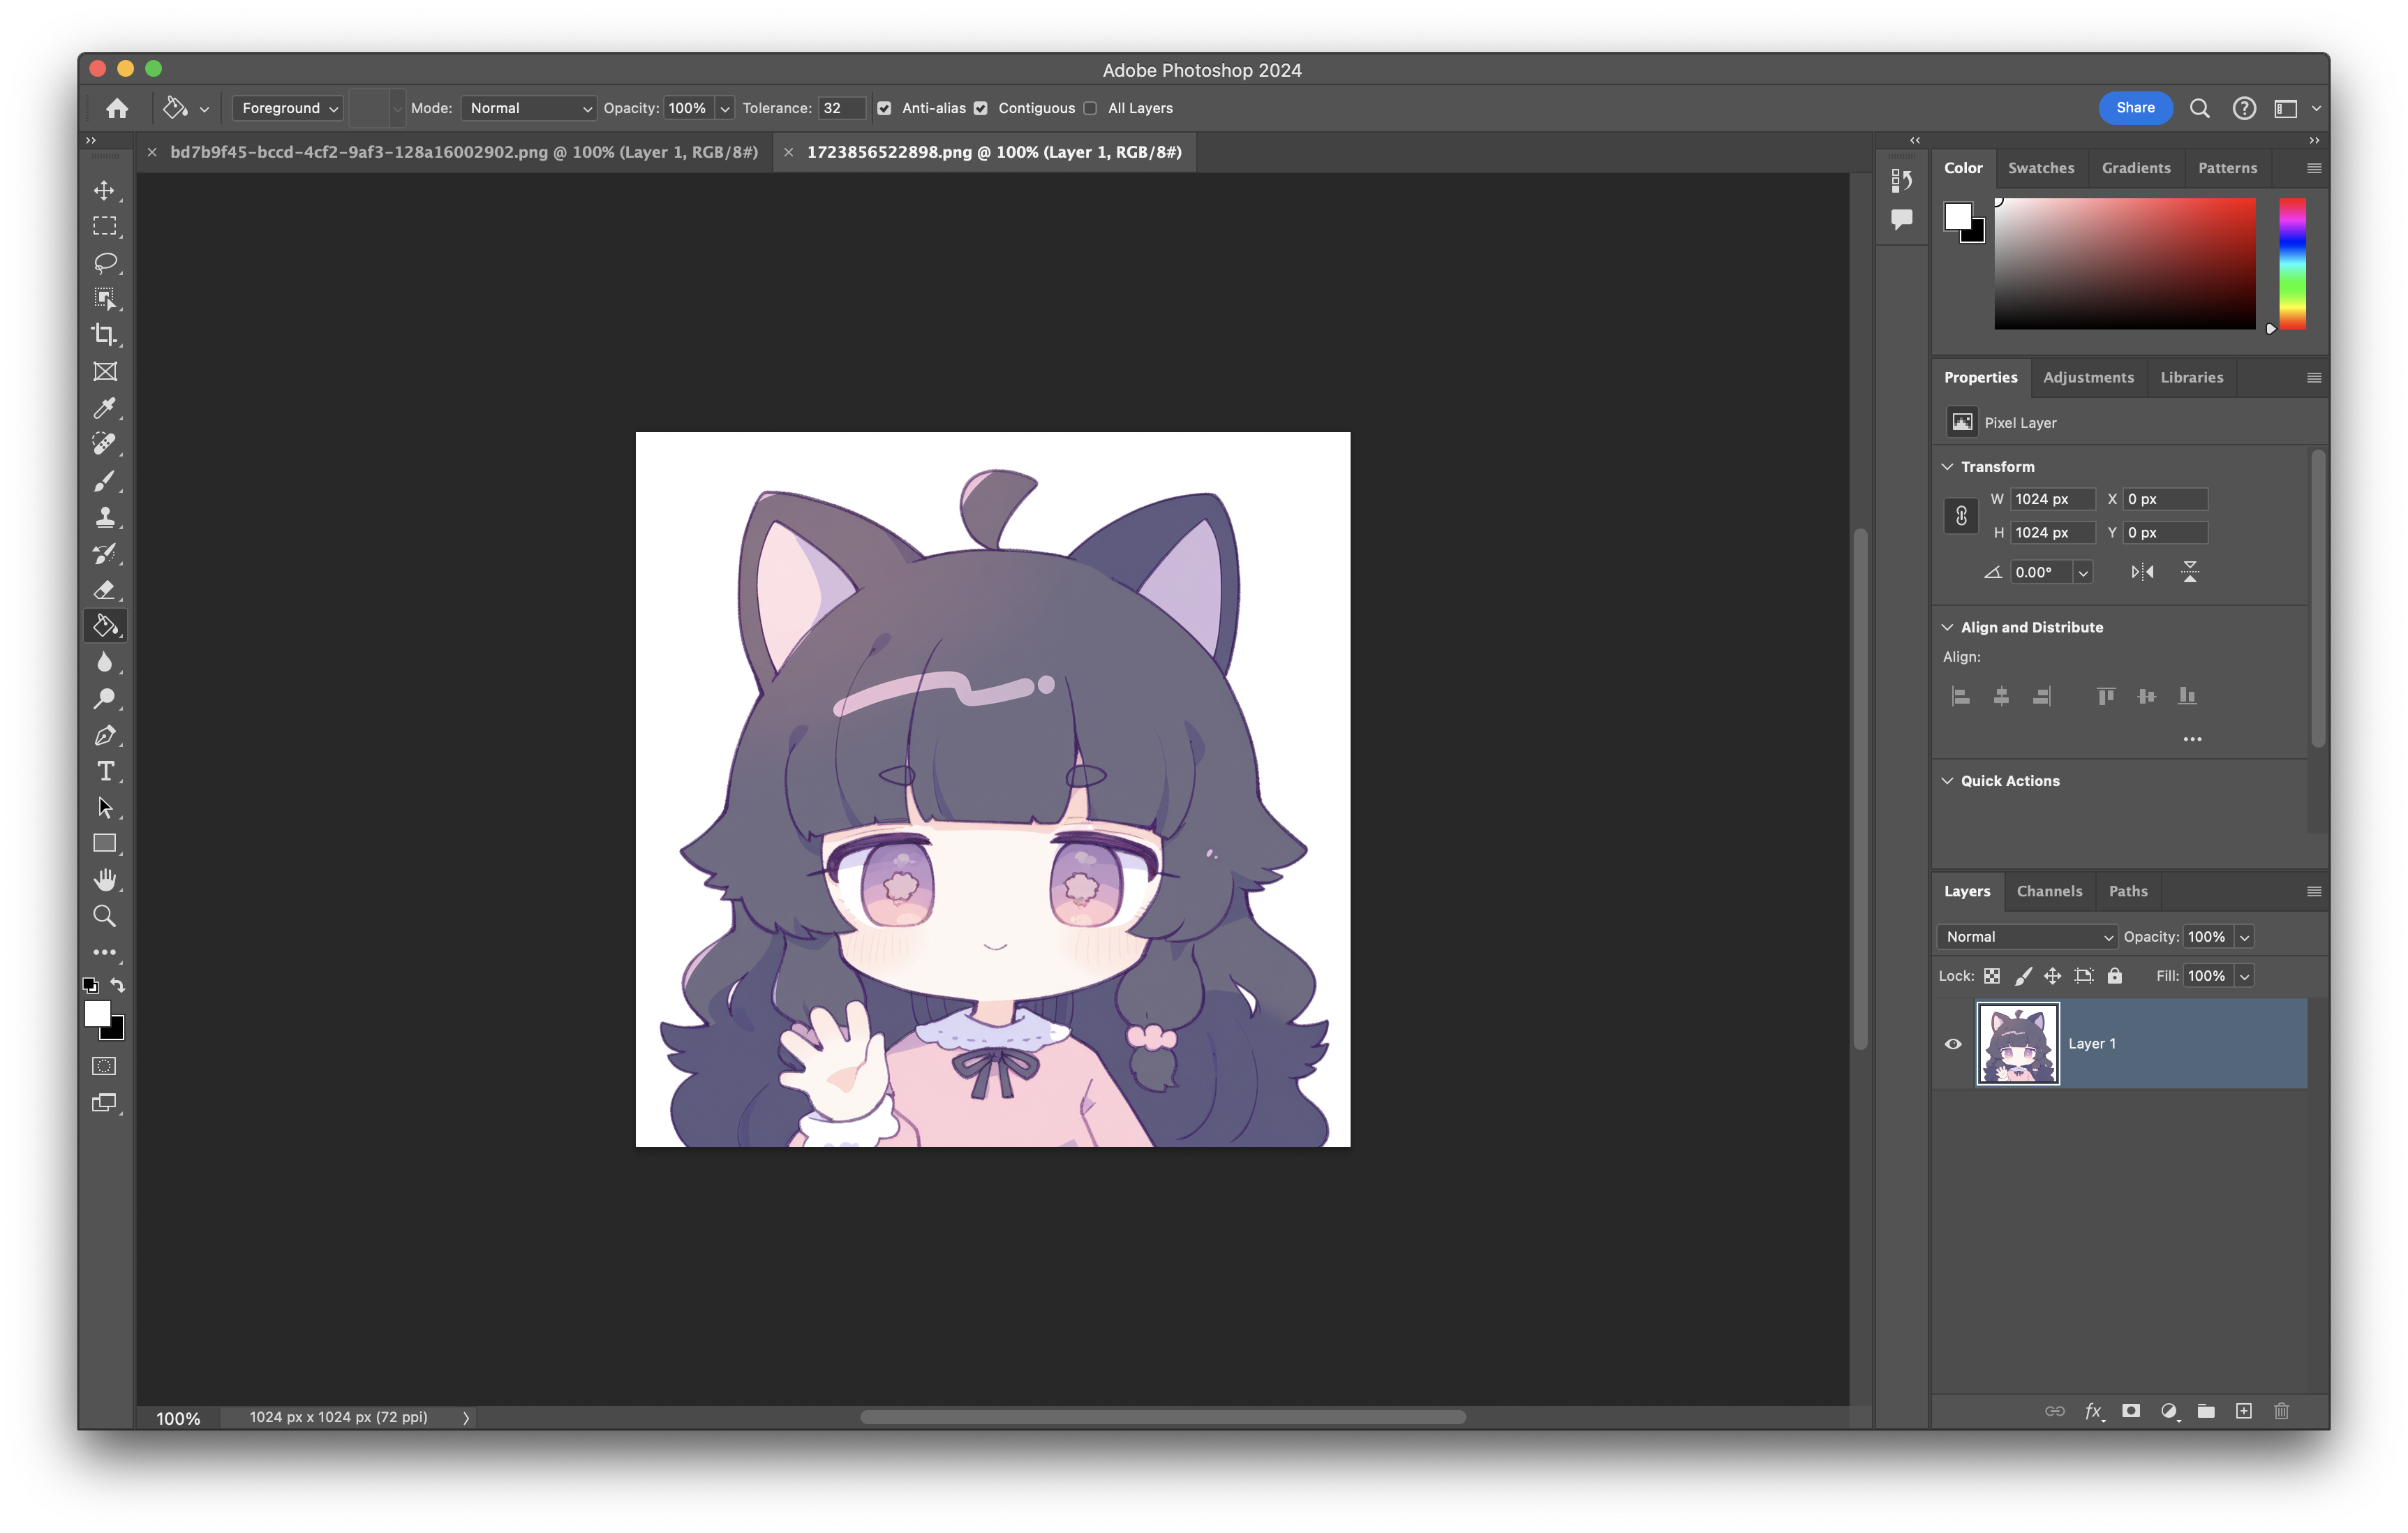 Adobe Photoshop 2024
Foreground Mode: Normal Opacity: 100% Tolerance: 32 Anti-alias Contiguous All Layers Share
bd7b9f45-bccd-4cf2-9af3-128a16002902.png @ 100% (Layer 1, RGB/8#) 1723856522898.png @ 100% (Layer 1, RGB/8#)
Color Swatches Gradients Patterns
Properties Adjustments Libraries
Pixel Layer
Transform
W 1024 px X 0 px
H 1024 px Y 0 px
0.00°
Align and Distribute
Align:
Quick Actions
Layers Channels Paths
Normal Opacity: 100%
Lock: Fill: 100%
Layer 1
100% 1024 px x 1024 px (72 ppi)
fx